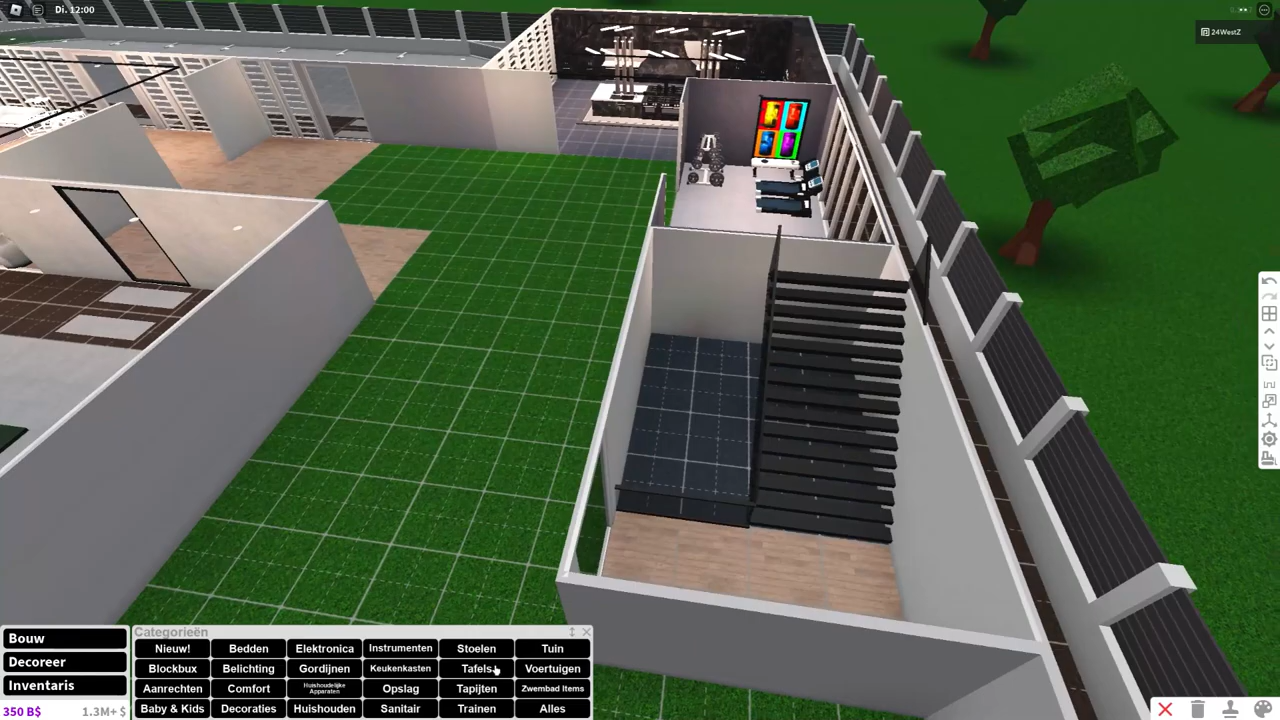 Di. 12:00
24WestZ
Categorieën
Bouw
Decoreer
Inventaris
350 B$ 1.3M+ $
Nieuw! Bedden Elektronica Instrumenten Stoelen Tuin
Blockbux Belichting Gordijnen Keukenkasten Tafels Voertuigen
Aanrechten Comfort Huishoudelijke Apparaten Opslag Tapijten Zwembad Items
Baby & Kids Decoraties Huishouden Sanitair Trainen Alles